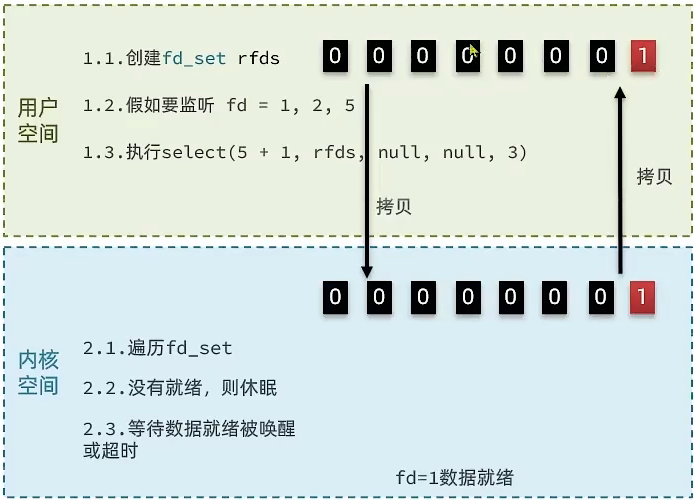 1.1.创建fd_set rfds
0 0 0 0 0 0 0 1
用户
空间
1.2.假如要监听 fd = 1, 2, 5
1.3.执行select(5 + 1, rfds, null, null, 3)
拷贝
拷贝
0 0 0 0 0 0 0 1
内核
空间
2.1.遍历fd_set
2.2.没有就绪，则休眠
2.3.等待数据就绪被唤醒
或超时
fd=1数据就绪